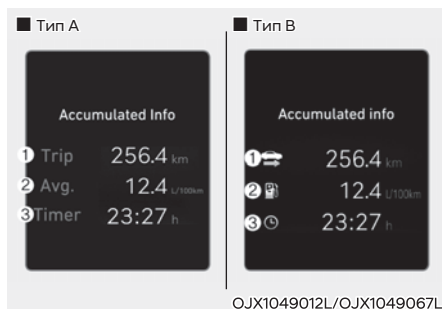 ■ Тип A
Accumulated Info
1 Trip 256.4 km
2 Avg. 12.4 L/100km
3 Timer 23:27 h
■ Тип B
Accumulated info
1 256.4 km
2 12.4 L/100km
3 23:27 h
OJX1049012L/OJX1049067L